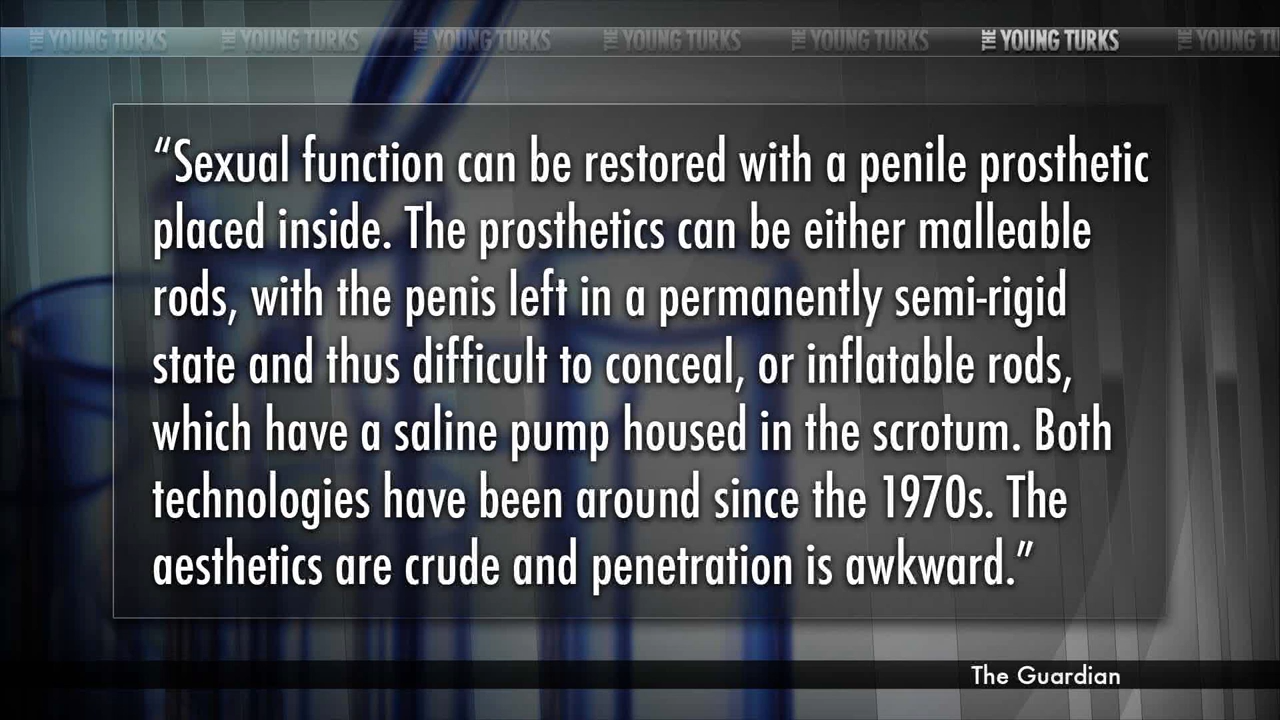 THE YOUNG TURKS THE YOUNG TURKS THE YOUNG TURKS THE YOUNG TURKS THE YOUNG TURKS THE YOUNG TURKS THE YOUNG TU
“Sexual function can be restored with a penile prosthetic
placed inside. The prosthetics can be either malleable
rods, with the penis left in a permanently semi-rigid
state and thus difficult to conceal, or inflatable rods,
which have a saline pump housed in the scrotum. Both
technologies have been around since the 1970s. The
aesthetics are crude and penetration is awkward.”
The Guardian